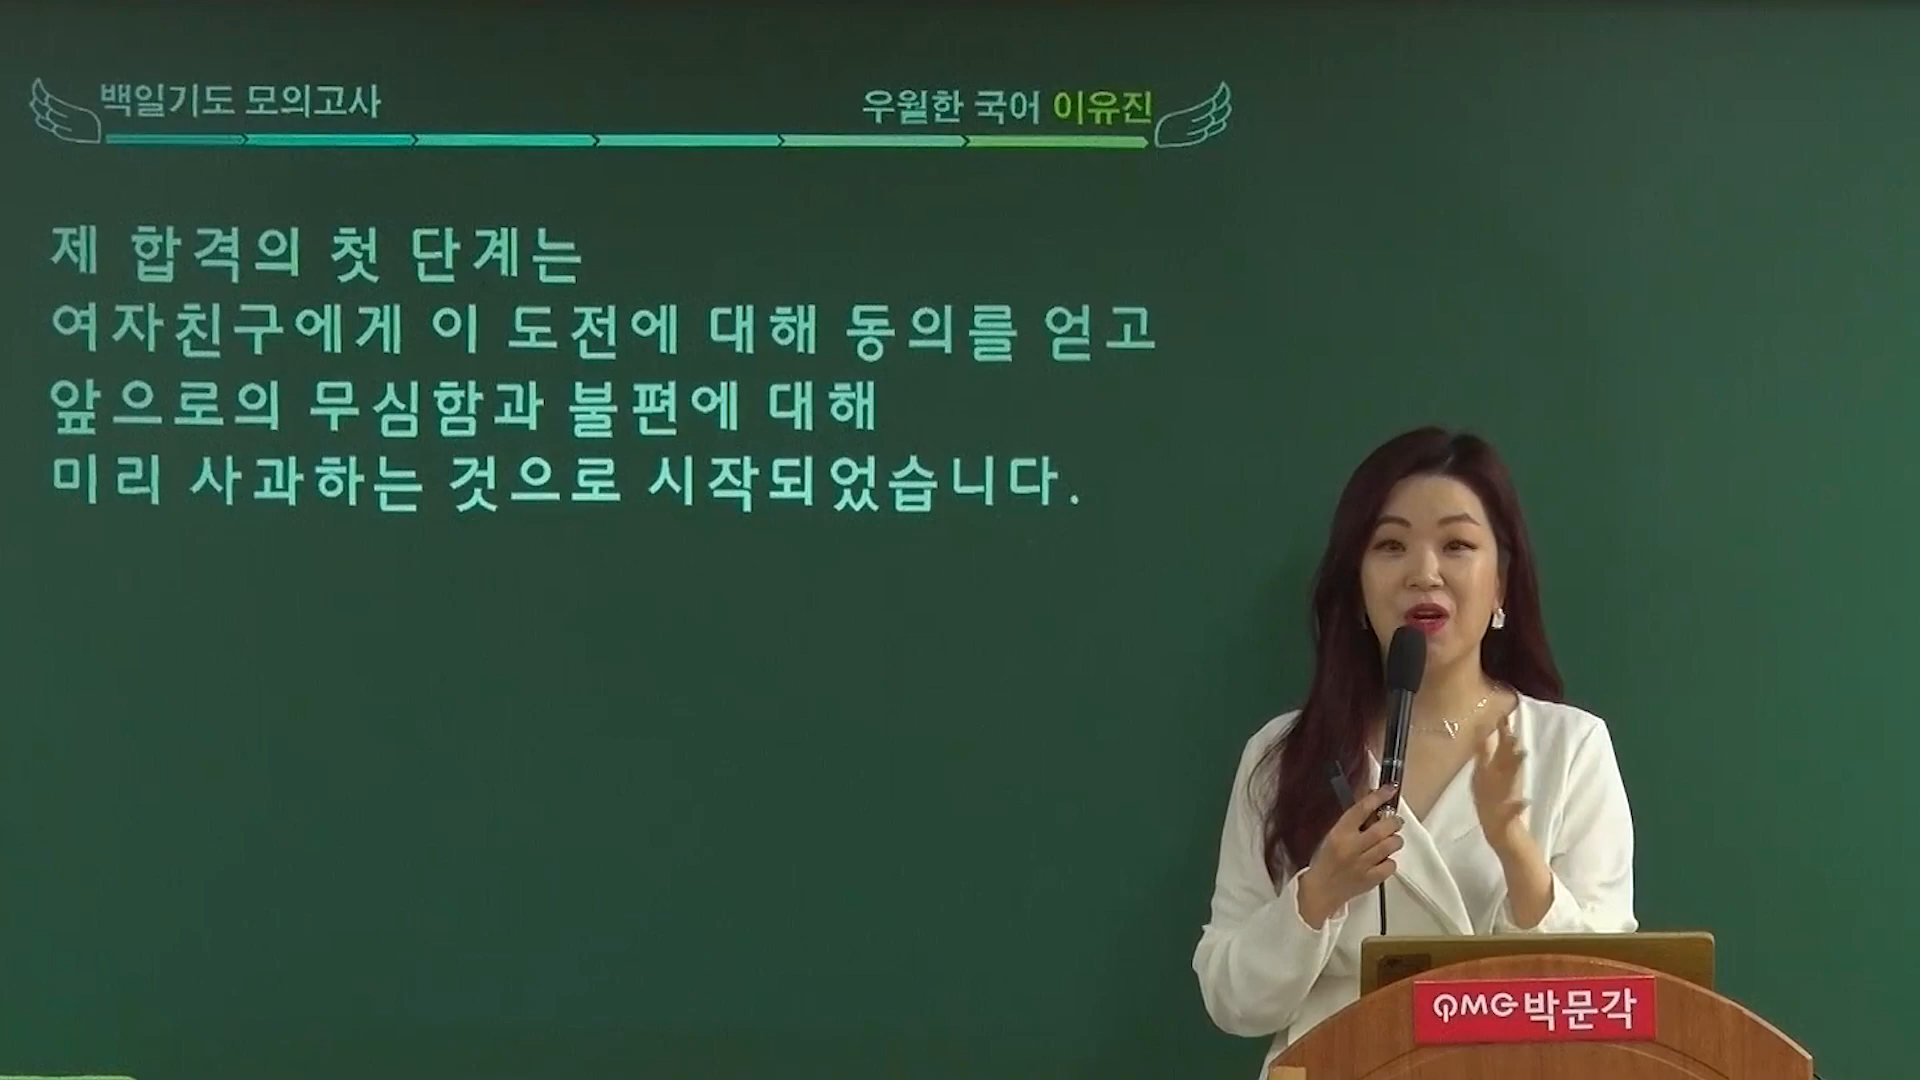 백일기도 모의고사
우월한 국어 이유진
제 합격의 첫 단계는
여자친구에게 이 도전에 대해 동의를 얻고
앞으로의 무심함과 불편에 대해
미리 사과하는 것으로 시작되었습니다.
PMG 박문각